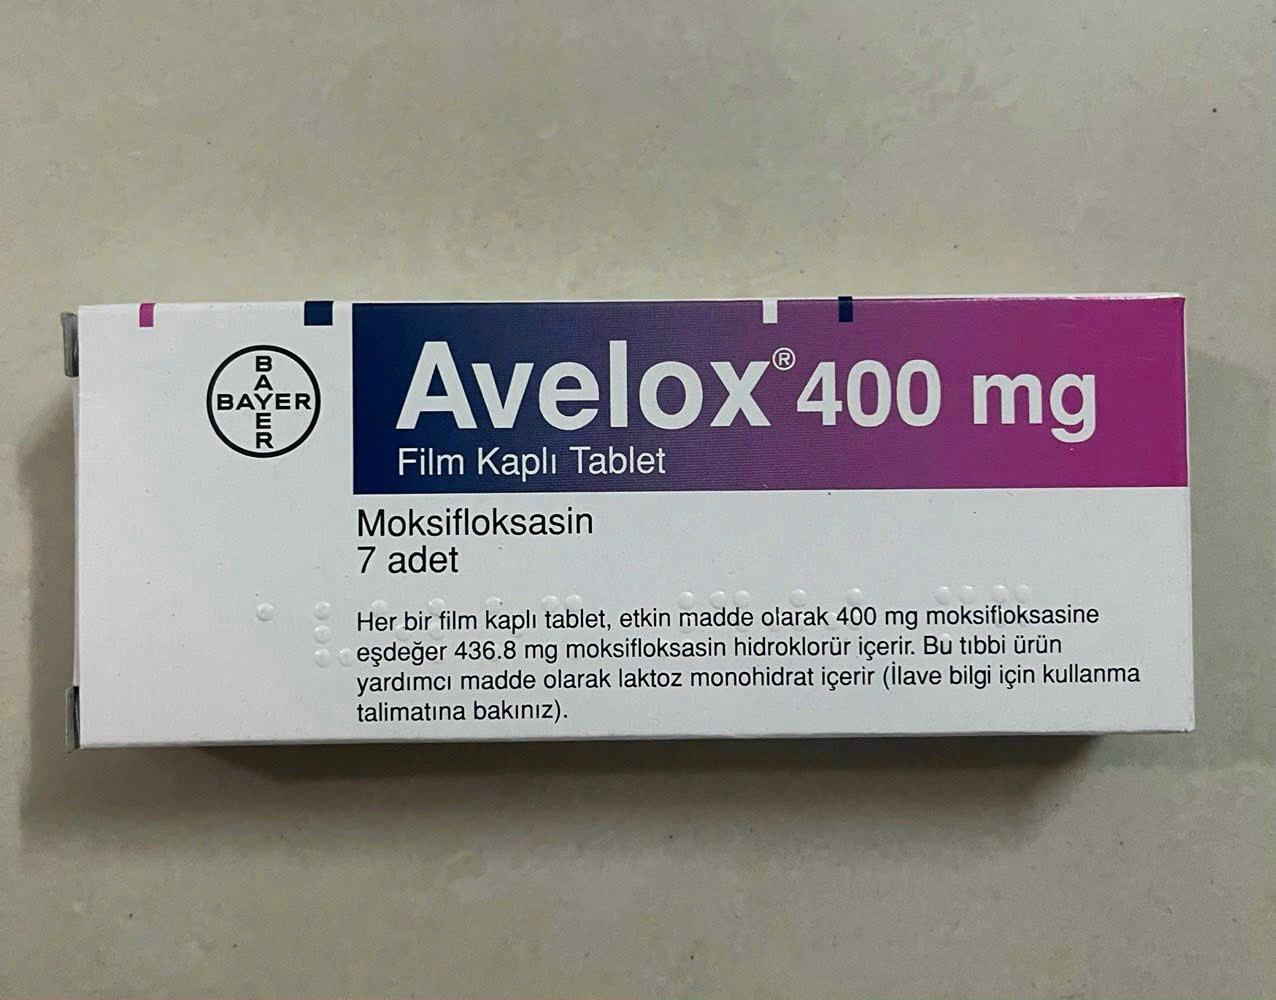 BAYER
BAYER
Avelox® 400 mg
Film Kaplı Tablet
Moksifloksasin
7 adet
Her bir film kaplı tablet, etkin madde olarak 400 mg moksifloksasine
eşdeğer 436.8 mg moksifloksasin hidroklorür içerir. Bu tıbbi ürün
yardımcı madde olarak laktoz monohidrat içerir (İlave bilgi için kullanma
talimatına bakınız).